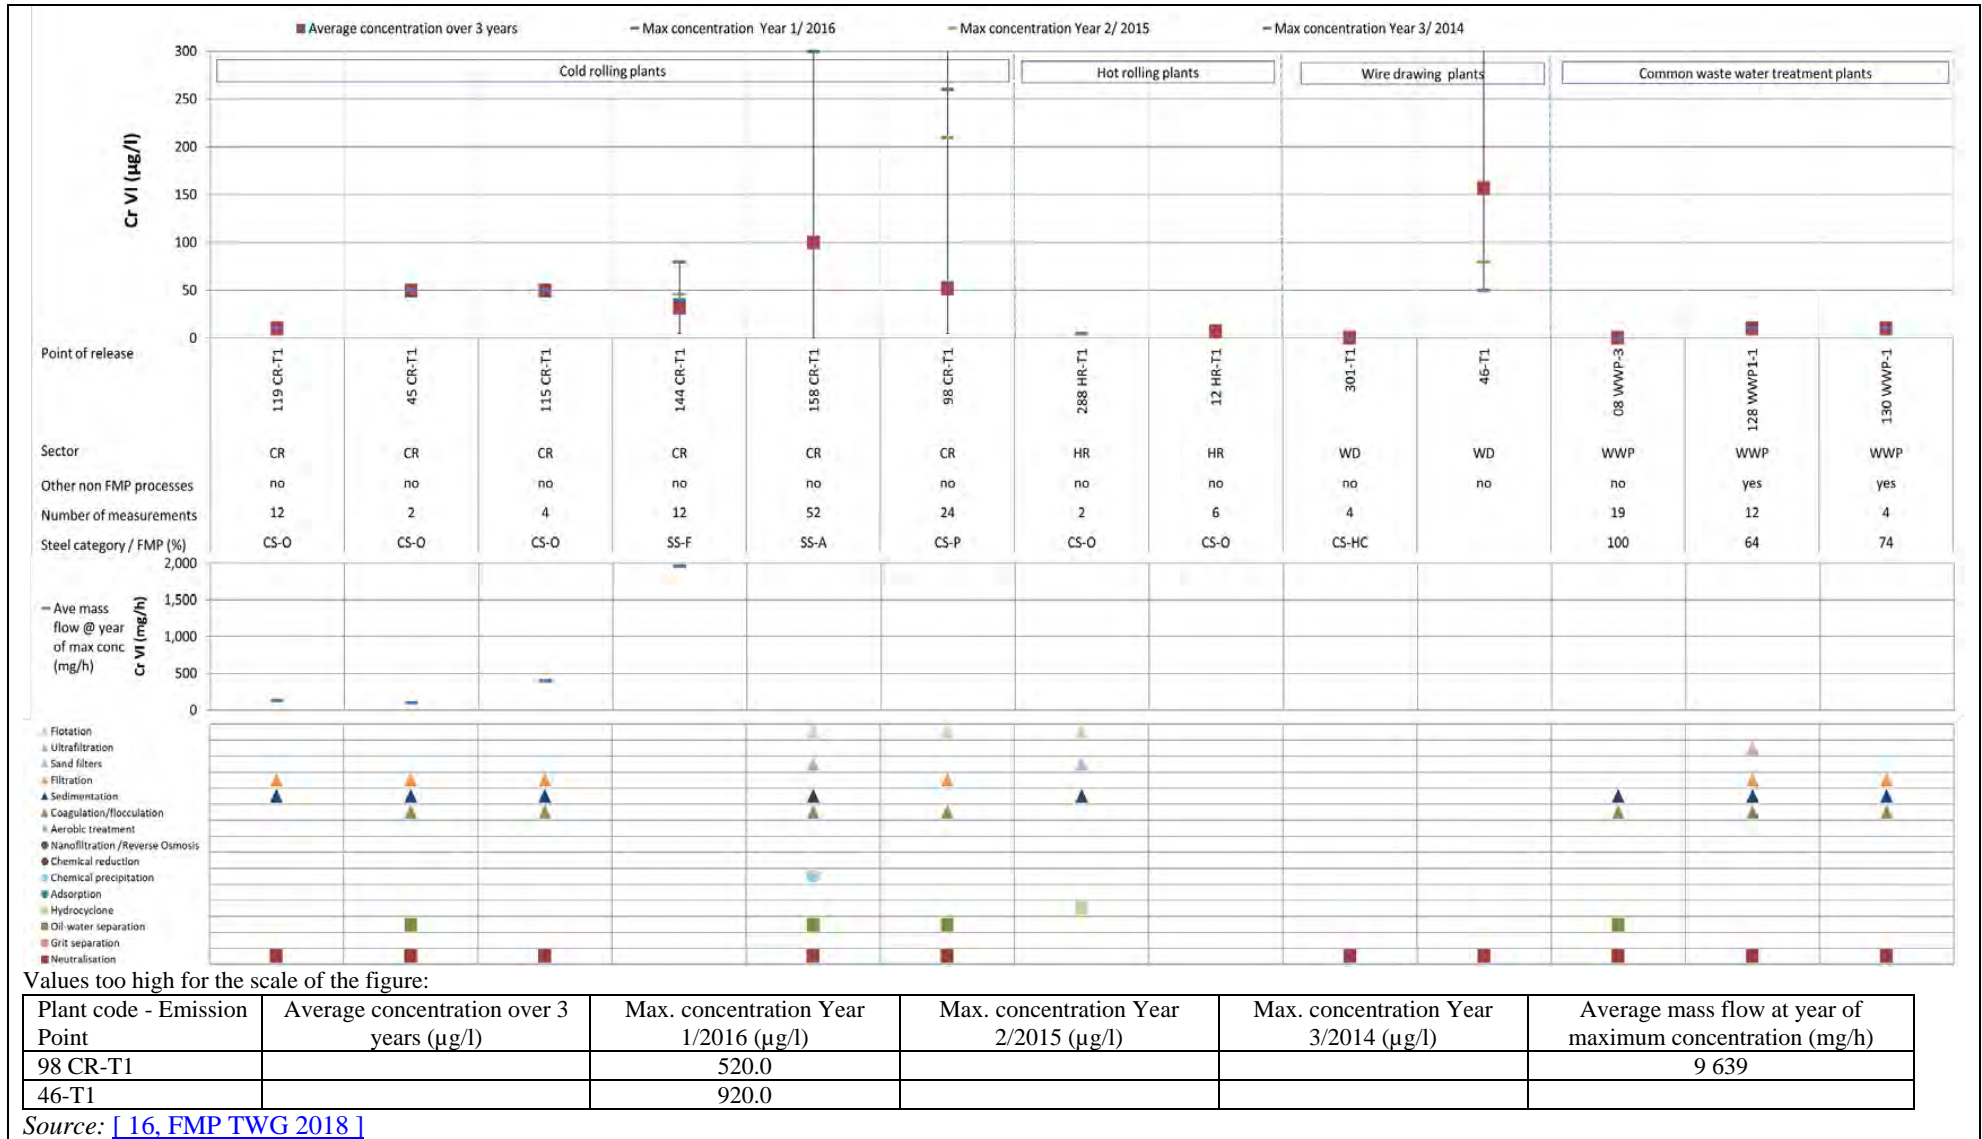 Average concentration over 3 years Max concentration Year 1/ 2016 Max concentration Year 2/ 2015 Max concentration Year 3/ 2014
Cold rolling plants Hot rolling plants Wire drawing plants Common waste water treatment plants
Cr VI (µg/l)
300
250
200
150
100
50
0
Point of release 119 CR-T1 45 CR-T1 115 CR-T1 144 CR-T1 158 CR-T1 98 CR-T1 288 HR-T1 12 HR-T1 301-T1 46-T1 08 WWP-3 128 WWP1-1 130 WWP-1
Sector CR CR CR CR CR CR HR HR WD WD WWP WWP WWP
Other non FMP processes no no no no no no no no no no no yes yes
Number of measurements 12 2 4 12 52 24 2 6 4 19 12 4
Steel category / FMP (%) CS-O CS-O CS-O SS-F SS-A CS-P CS-O CS-O CS-HC 100 64 74
Ave mass
flow @ year
of max conc
(mg/h)
Cr VI (mg/h)
2,000
1,500
1,000
500
0
Flotation
Ultrafiltration
Sand filters
Filtration
Sedimentation
Coagulation/flocculation
Aerobic treatment
Nanofiltration /Reverse Osmosis
Chemical reduction
Chemical precipitation
Adsorption
Hydrocyclone
Oil-water separation
Grit separation
Neutralisation
Values too high for the scale of the figure:
Plant code - Emission Point Average concentration over 3 years (µg/l) Max. concentration Year 1/2016 (µg/l) Max. concentration Year 2/2015 (µg/l) Max. concentration Year 3/2014 (µg/l) Average mass flow at year of maximum concentration (mg/h)
98 CR-T1 520.0 9 639
46-T1 920.0
Source: [ 16, FMP TWG 2018 ]